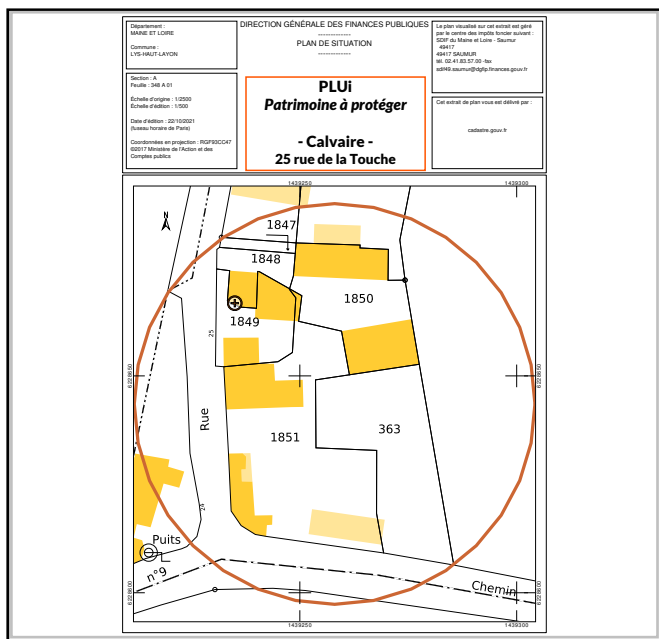 Département :
MAINE ET LOIRE
Commune :
LYS-HAUT-LAYON
Section : A
Feuille : 348 A 01
Échelle d'origine : 1/2500
Échelle d'édition : 1/500
Date d'édition : 22/10/2021
(fuseau horaire de Paris)
Coordonnées en projection : RGF93CC47
©2017 Ministère de l'Action et des
Comptes publics
DIRECTION GÉNÉRALE DES FINANCES PUBLIQUES
-------------
PLAN DE SITUATION
-------------
PLUi
Patrimoine à protéger
- Calvaire -
25 rue de la Touche
Le plan visualisé sur cet extrait est géré
par le centre des impôts foncier suivant :
SDIF du Maine et Loire - Saumur
49417
49417 SAUMUR
tél. 02.41.83.57.00 -fax
sdif49.saumur@dgfip.finances.gouv.fr
Cet extrait de plan vous est délivré par :
cadastre.gouv.fr
1439250
1439300
N
1847
1848
1850
1849
25
6228650
6228650
Rue
1851
363
24
Puits
n°9
Chemin
6228600
6228600
1439250
1439300